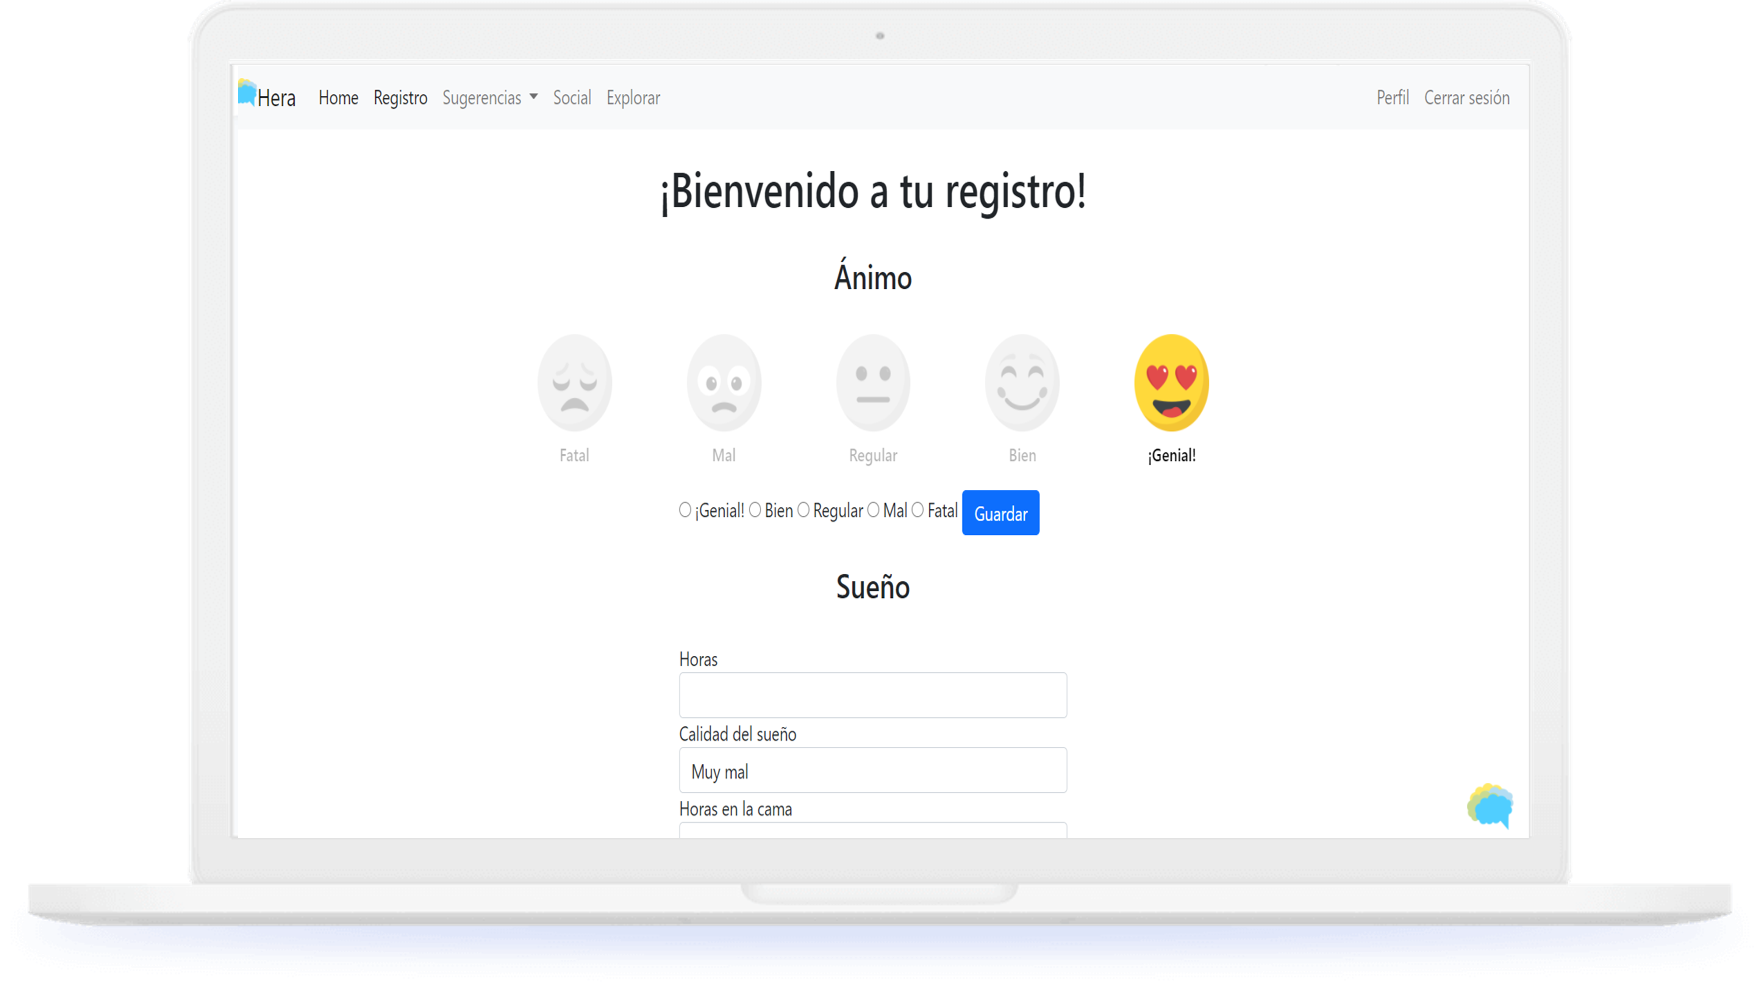 Hera Home Registro Sugerencias Social Explorar Perfil Cerrar sesión
¡Bienvenido a tu registro!
Ánimo
Fatal Mal Regular Bien ¡Genial!
¡Genial! Bien Regular Mal Fatal Guardar
Sueño
Horas
Calidad del sueño
Muy mal
Horas en la cama